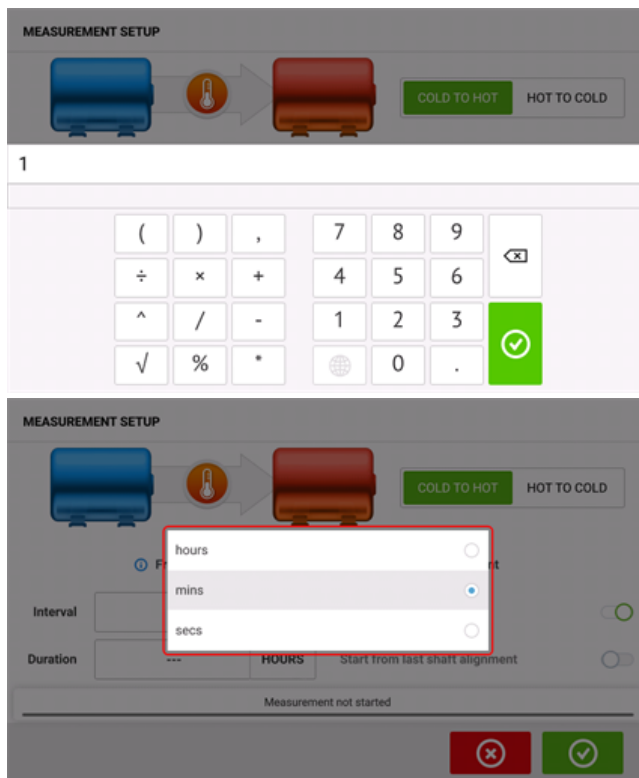 MEASUREMENT SETUP
COLD TO HOT HOT TO COLD
1
( ) , 7 8 9
÷ × + 4 5 6
^ / - 1 2 3
√ % * 0 .
MEASUREMENT SETUP
COLD TO HOT HOT TO COLD
hours
mins
Interval
secs
Duration --- HOURS Start from last shaft alignment
Measurement not started